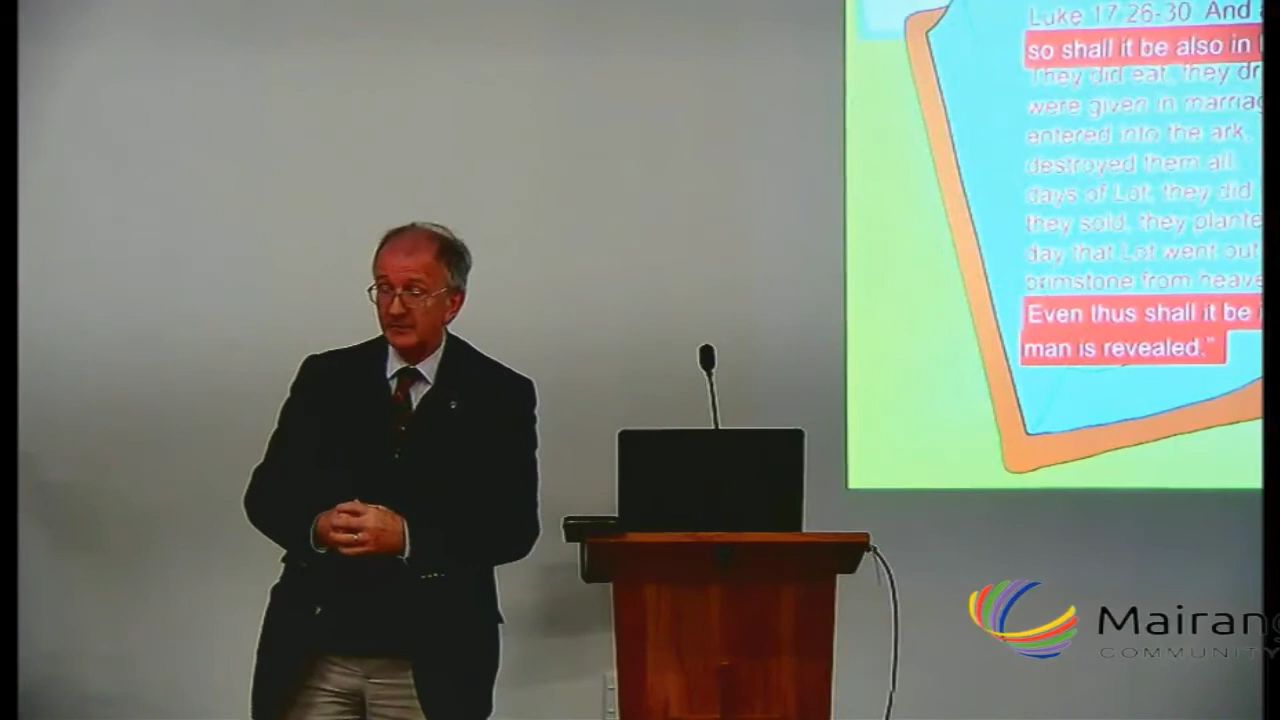 Luke 17:26-30 And
so shall it be also in
They did eat, they dr
were given in marriag
entered into the ark,
destroyed them all.
days of Lot; they did
they sold, they plante
day that Lot went out
brimstone from heave
Even thus shall it be
man is revealed."
Mairan
COMMUNITY